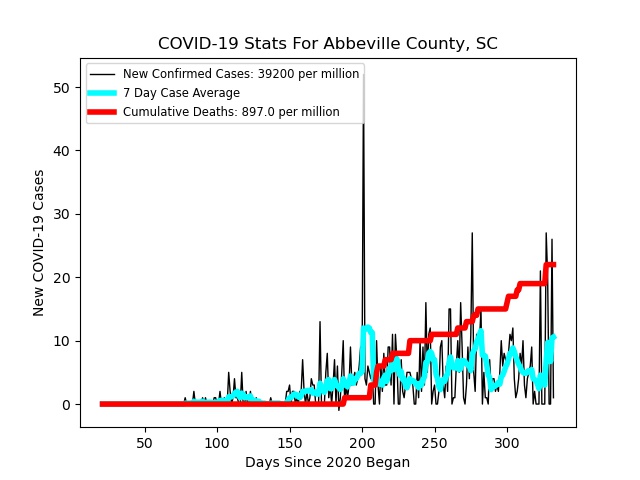 COVID-19 Stats For Abbeville County, SC
New Confirmed Cases: 39200 per million
7 Day Case Average
Cumulative Deaths: 897.0 per million
50
40
30
20
10
0
New COVID-19 Cases
50 100 150 200 250 300
Days Since 2020 Began